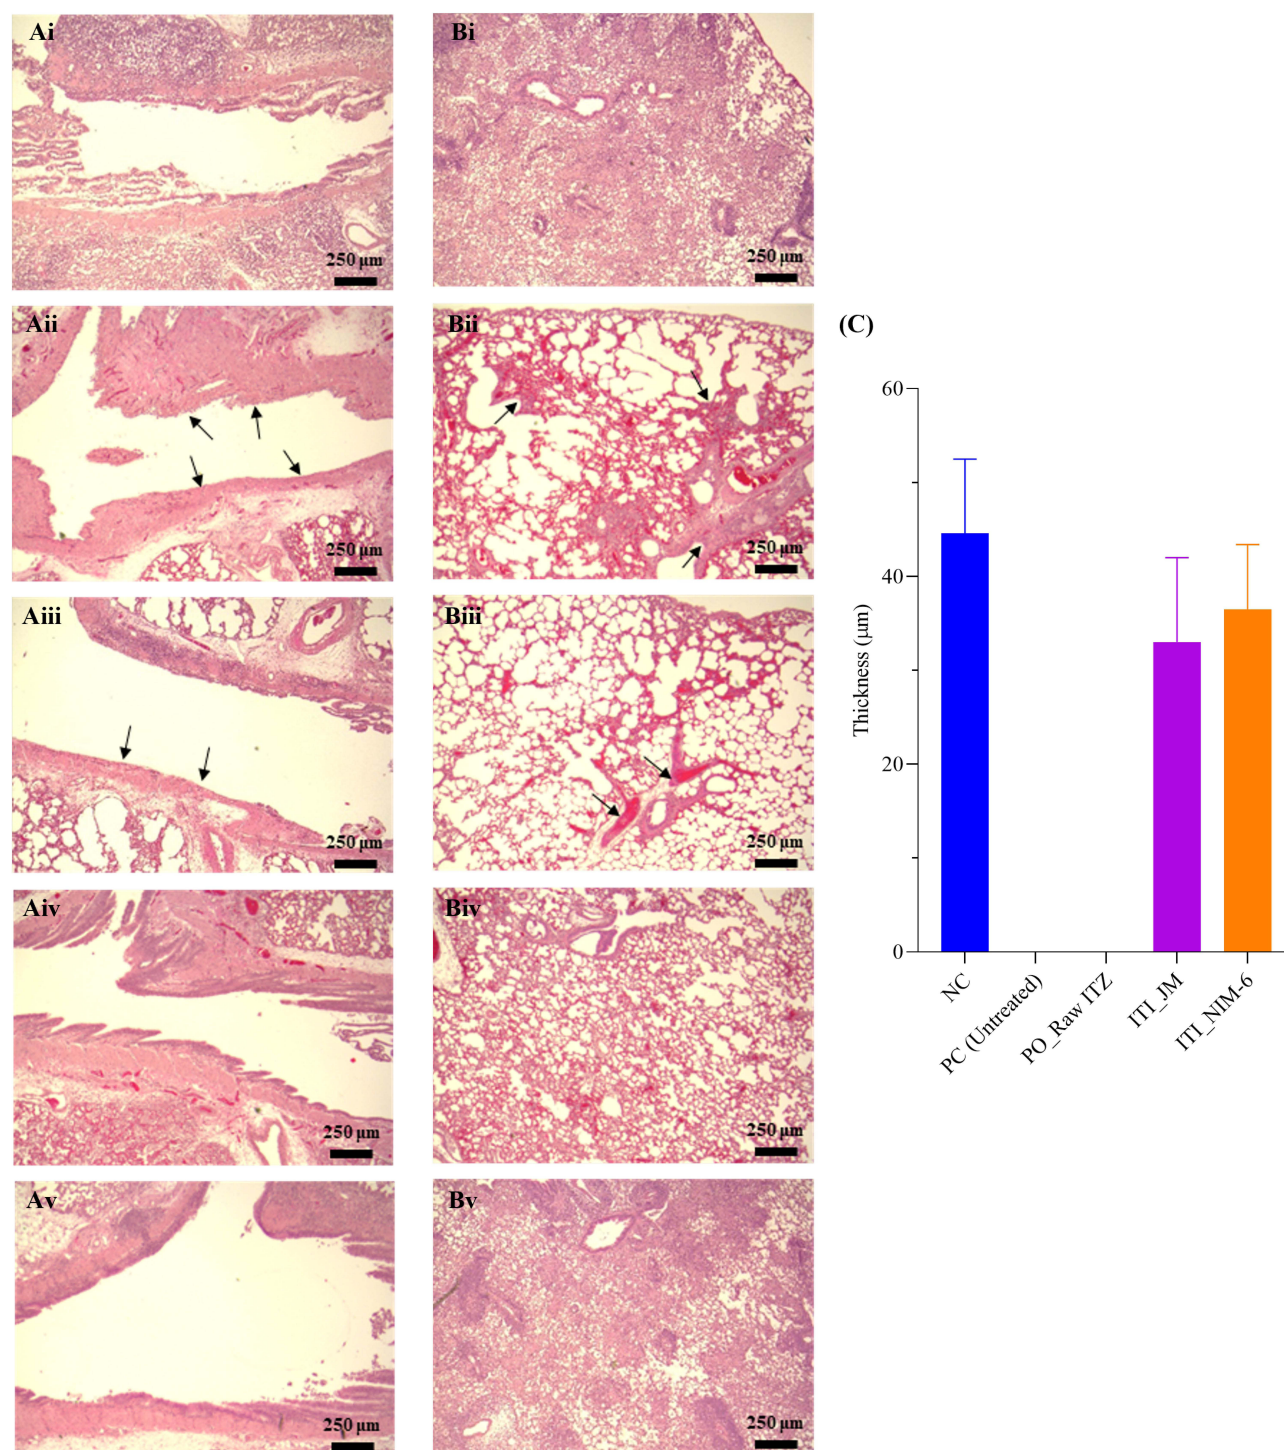 Ai
250 µm
Bi
250 µm
Aii
250 µm
Bii
250 µm
(C)
Aiii
250 µm
Biii
250 µm
Aiv
250 µm
Biv
250 µm
Av
250 µm
Bv
250 µm
60
40
20
0
Thickness (µm)
NC
PC (Untreated)
PO_Raw ITZ
ITI_JM
ITI_NIM-6